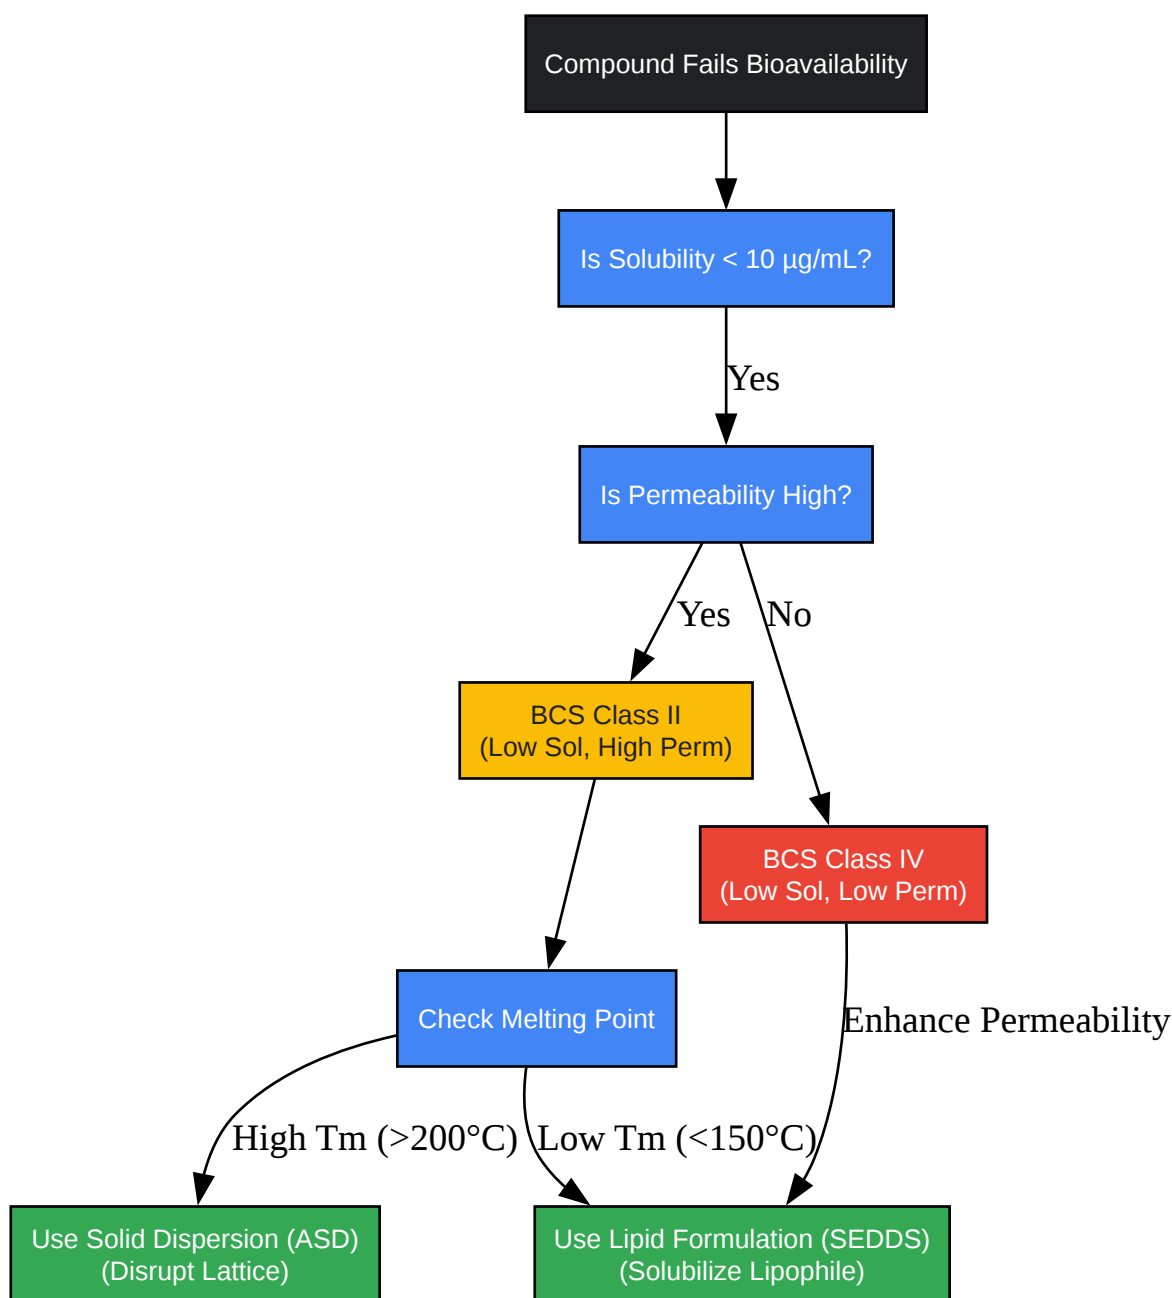 Compound Fails Bioavailability
Is Solubility < 10 µg/mL?
Yes
Is Permeability High?
Yes
No
BCS Class II
(Low Sol, High Perm)
BCS Class IV
(Low Sol, Low Perm)
Check Melting Point
Enhance Permeability
High Tm (>200°C)
Low Tm (<150°C)
Use Solid Dispersion (ASD)
(Disrupt Lattice)
Use Lipid Formulation (SEDDS)
(Solubilize Lipophile)